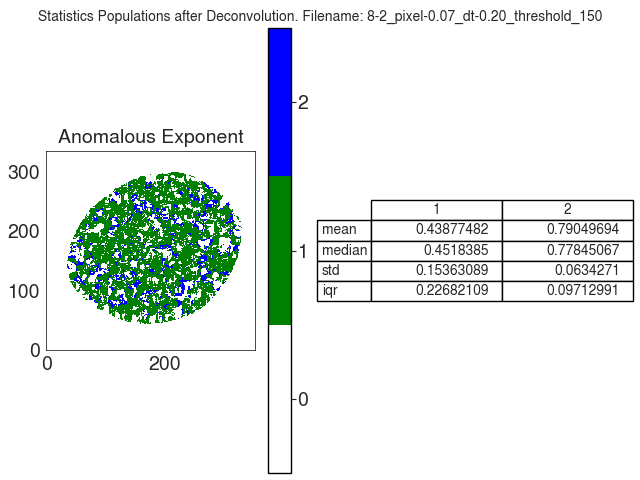 Statistics Populations after Deconvolution. Filename: 8-2_pixel-0.07_dt-0.20_threshold_150
Anomalous Exponent
300
200
100
0
0 200
2
1
0
1 2
mean 0.43877482 0.79049694
median 0.4518385 0.77845067
std 0.15363089 0.0634271
iqr 0.22682109 0.09712991